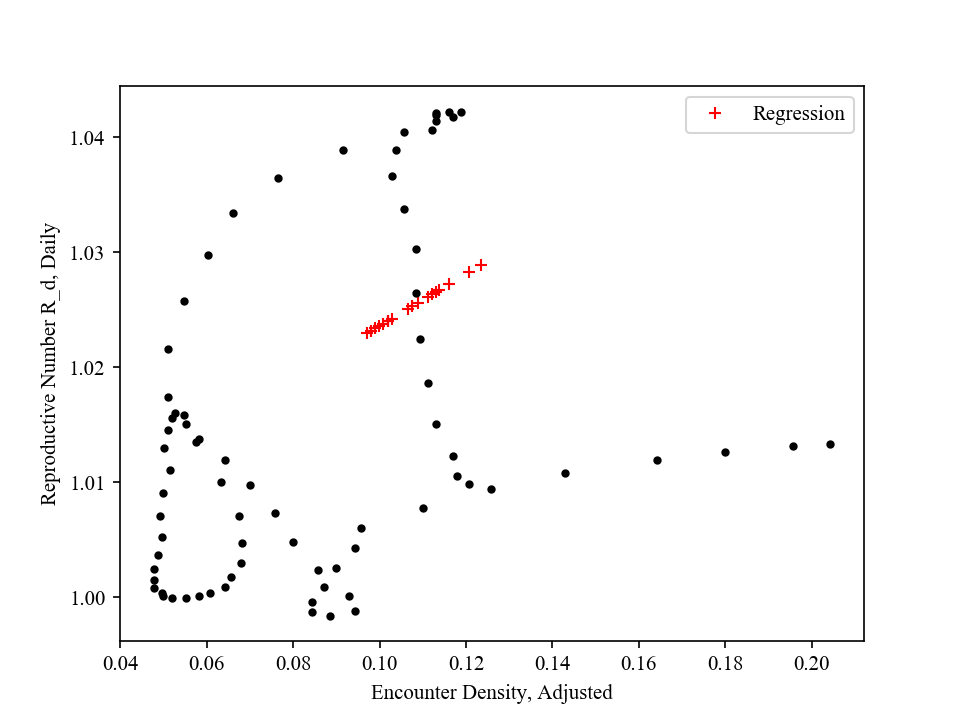 Regression
1.04
1.03
1.02
1.01
1.00
Reproductive Number R_d, Daily
0.04 0.06 0.08 0.10 0.12 0.14 0.16 0.18 0.20
Encounter Density, Adjusted